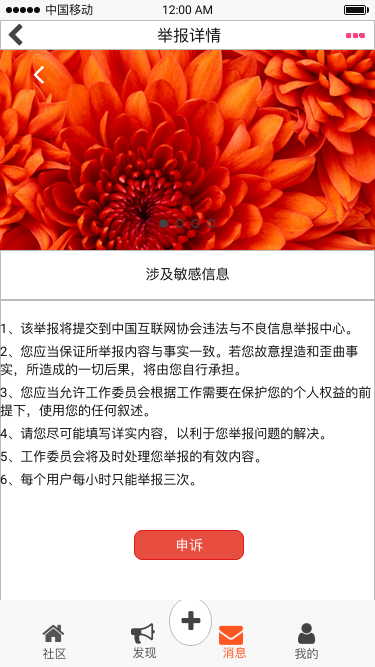 中国移动 12:00 AM
举报详情
涉及敏感信息
1、该举报将提交到中国互联网协会违法与不良信息举报中心。
2、您应当保证所举报内容与事实一致。若您故意捏造和歪曲事
实，所造成的一切后果，将由您自行承担。
3、您应当允许工作委员会根据工作需要在保护您的个人权益的前
提下，使用您的任何叙述。
4、请您尽可能填写详实内容，以利于您举报问题的解决。
5、工作委员会将及时处理您举报的有效内容。
6、每个用户每小时只能举报三次。
申诉
社区 发现 消息 我的